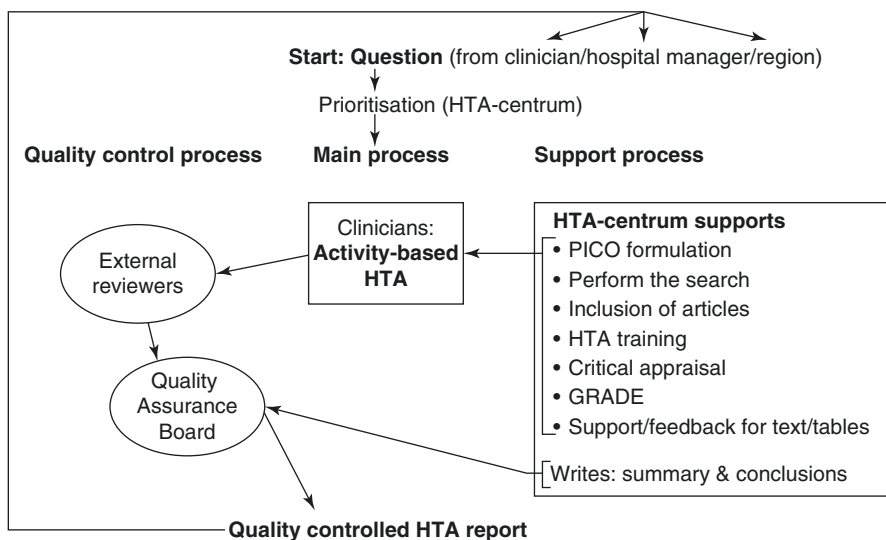 Start: Question (from clinician/hospital manager/region)
Prioritisation (HTA-centrum)
Quality control process
Main process
Support process
External
reviewers
Quality
Assurance
Board
Clinicians:
Activity-based
HTA
HTA-centrum supports
• PICO formulation
• Perform the search
• Inclusion of articles
• HTA training
• Critical appraisal
• GRADE
• Support/feedback for text/tables
Writes: summary & conclusions
Quality controlled HTA report